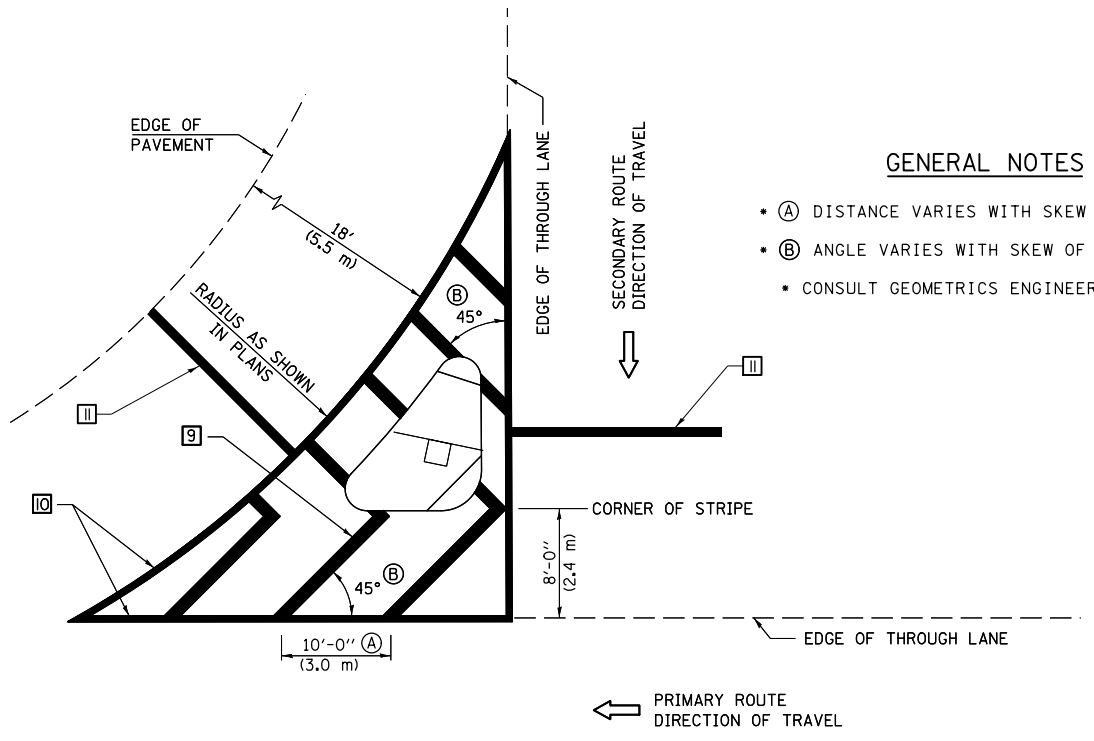 EDGE OF
PAVEMENT
18'
(5.5 m)
RADIUS AS SHOWN
IN PLANS
EDGE OF THROUGH LANE
SECONDARY ROUTE
DIRECTION OF TRAVEL
GENERAL NOTES
* Ⓐ DISTANCE VARIES WITH SKEW
* Ⓑ ANGLE VARIES WITH SKEW OF
* CONSULT GEOMETRICS ENGINEER
Ⓑ
45°
11
11
9
10
CORNER OF STRIPE
8'-0"
(2.4 m)
45° Ⓑ
10'-0" Ⓐ
(3.0 m)
EDGE OF THROUGH LANE
PRIMARY ROUTE
DIRECTION OF TRAVEL